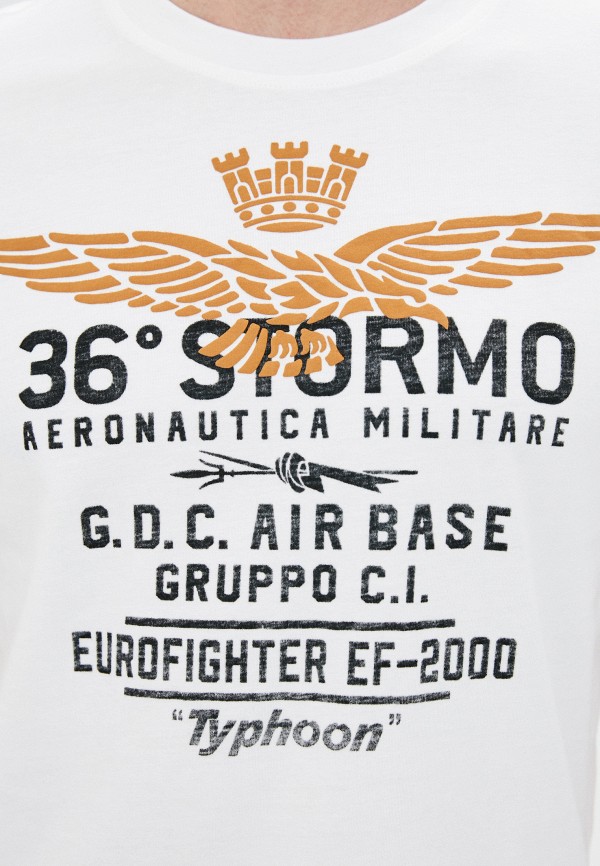 36° STORMO
AERONAUTICA MILITARE
G.D.C. AIR BASE
GRUPPO C.I.
EUROFIGHTER EF-2000
“Typhoon”